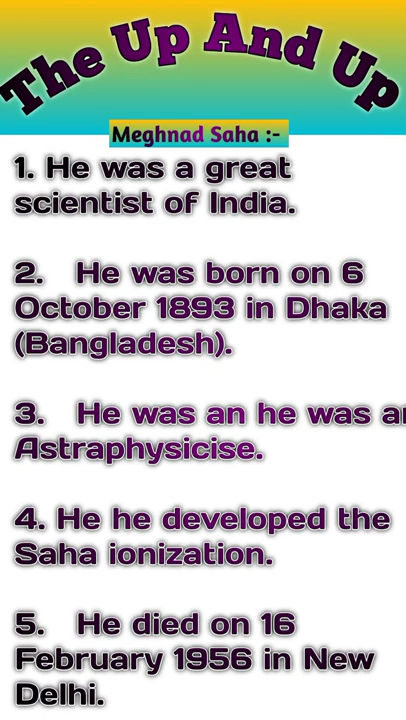 The Up And Up
Meghnad Saha :-
1. He was a great
scientist of India.
2. He was born on 6
October 1893 in Dhaka
(Bangladesh).
3. He was an he was an
Astraphysicise.
4. He he developed the
Saha ionization.
5. He died on 16
February 1956 in New
Delhi.